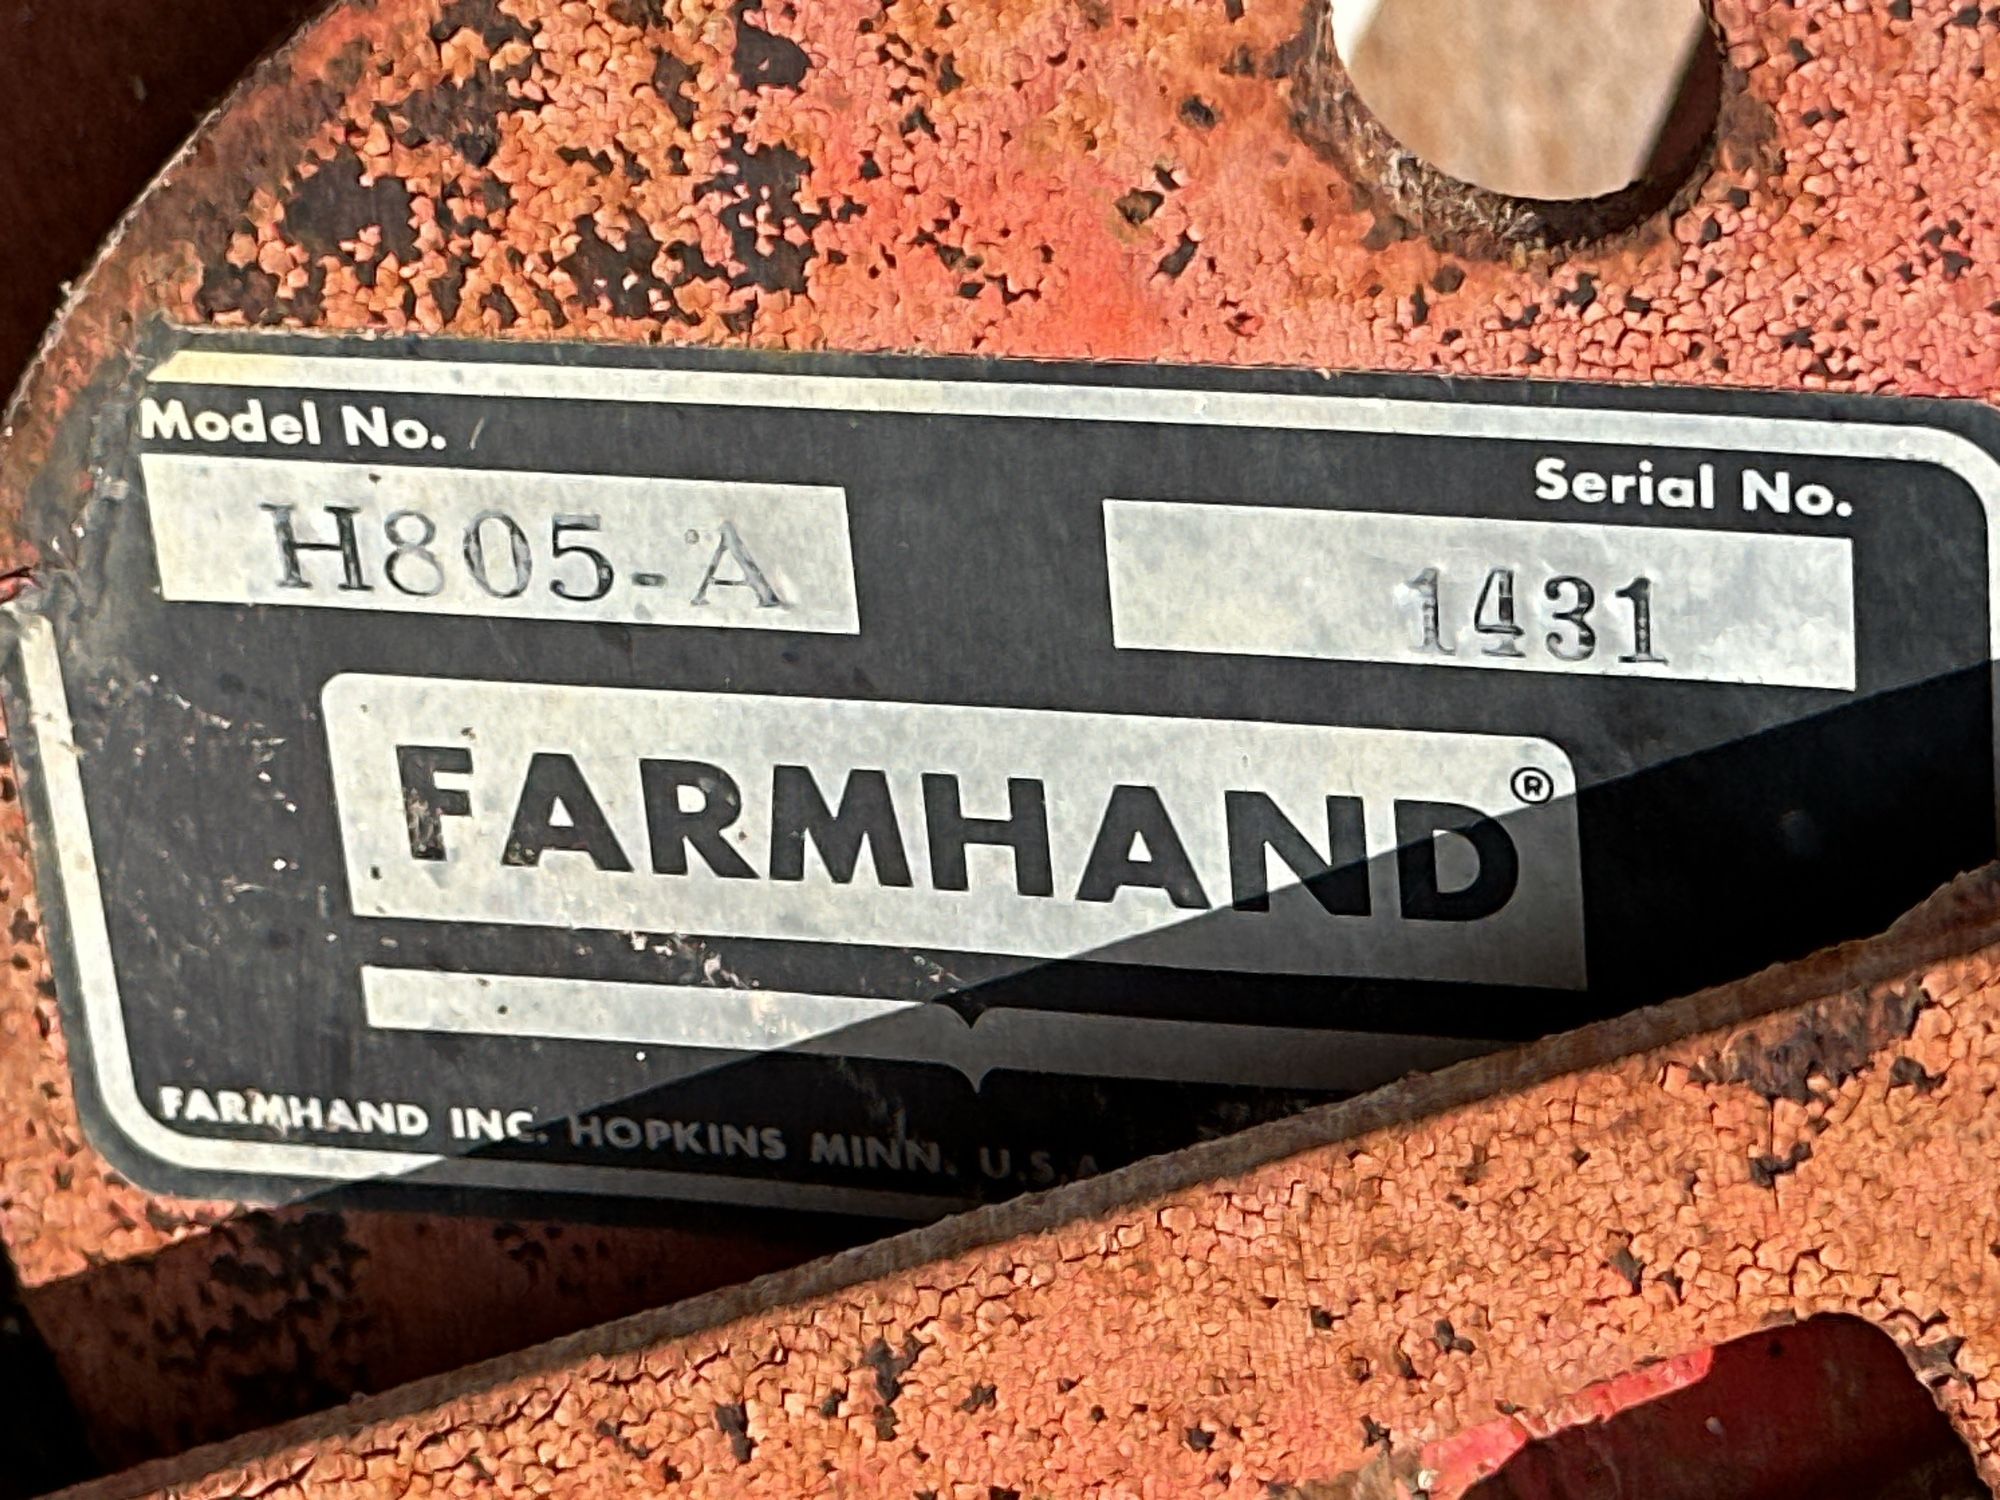 Model No.
Serial No.
H805-A
1431
FARMHAND®
FARMHAND INC. HOPKINS MINN. U.S.A